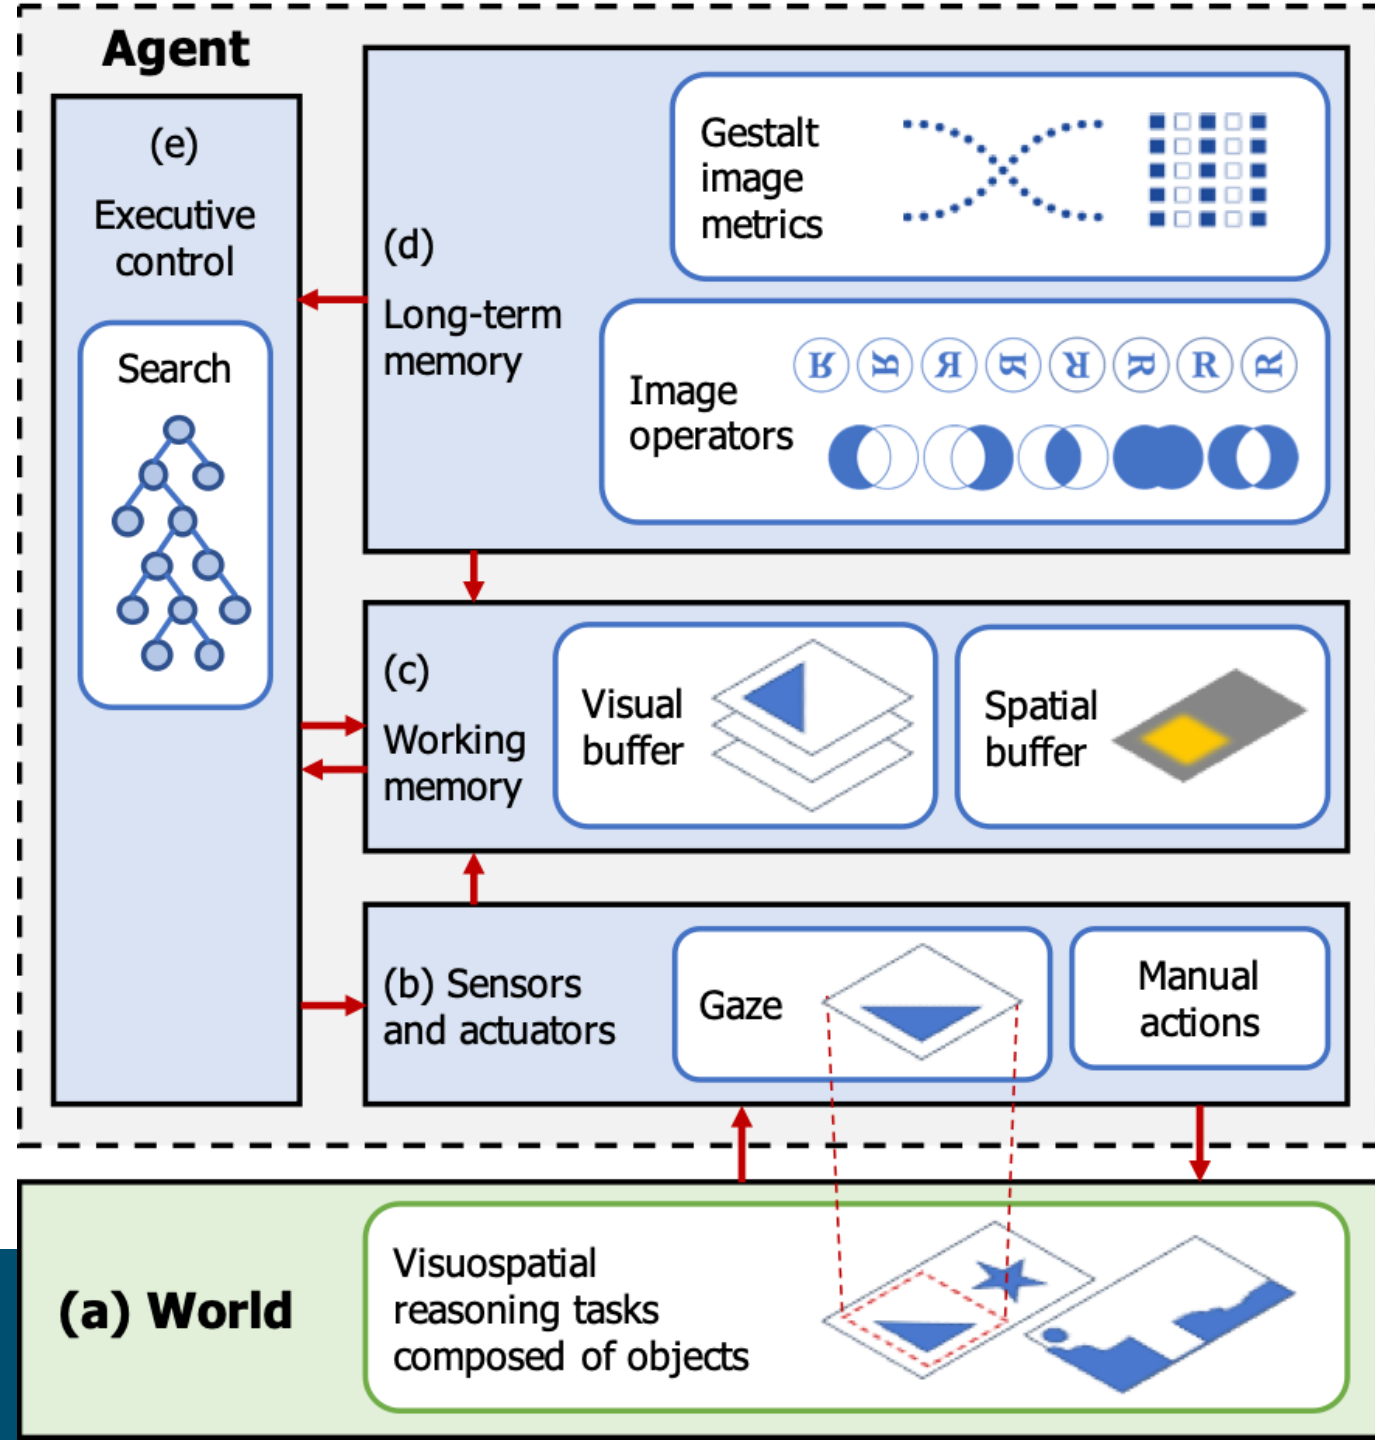 Agent
(e)
Executive
control
Search
(d)
Long-term
memory
Gestalt
image
metrics
Image
operators
R R R R R R R R
(c)
Working
memory
Visual
buffer
Spatial
buffer
(b) Sensors
and actuators
Gaze
Manual
actions
(a) World
Visuospatial
reasoning tasks
composed of objects